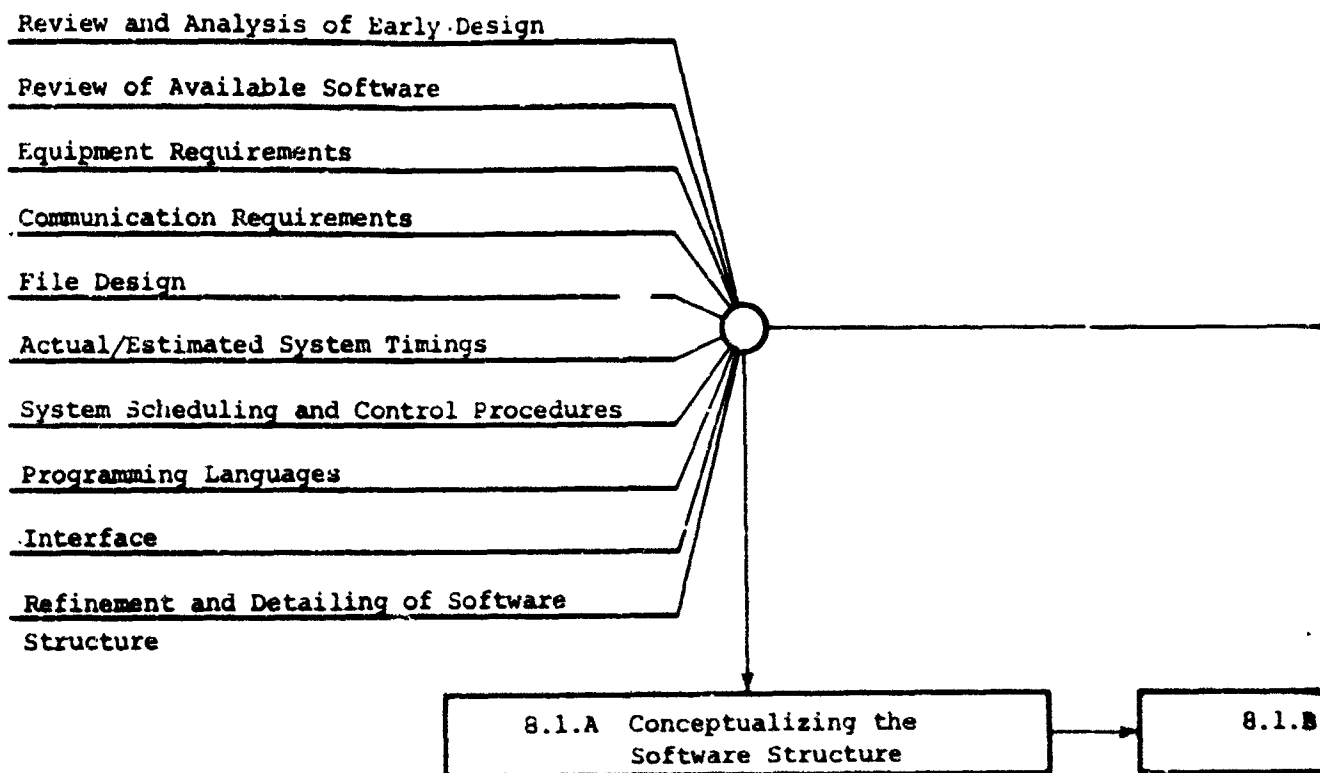 Review and Analysis of Early Design
Review of Available Software
Equipment Requirements
Communication Requirements
File Design
Actual/Estimated System Timings
System Scheduling and Control Procedures
Programming Languages
Interface
Refinement and Detailing of Software
Structure
8.1.A Conceptualizing the
Software Structure
8.1.B